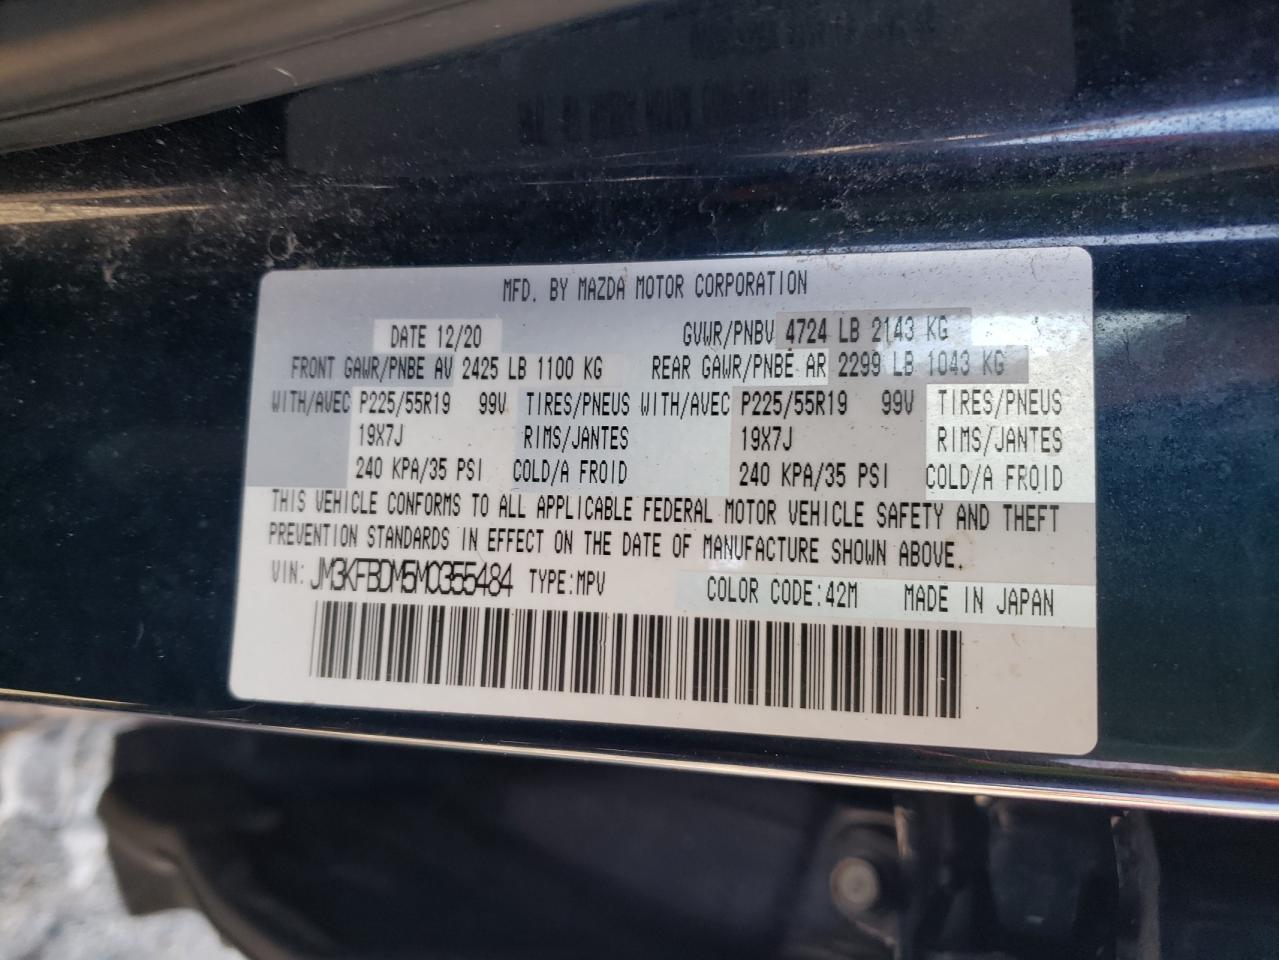 MFD. BY MAZDA MOTOR CORPORATION
DATE 12/20 GVWR/PNBV 4724 LB 2143 KG
FRONT GAWR/PNBE AV 2425 LB 1100 KG REAR GAWR/PNBE AR 2299 LB 1043 KG
WITH/AVEC P225/55R19 99V TIRES/PNEUS WITH/AVEC P225/55R19 99V TIRES/PNEUS
19X7J RIMS/JANTES 19X7J RIMS/JANTES
240 KPA/35 PSI COLD/A FROID 240 KPA/35 PSI COLD/A FROID
THIS VEHICLE CONFORMS TO ALL APPLICABLE FEDERAL MOTOR VEHICLE SAFETY AND THEFT
PREVENTION STANDARDS IN EFFECT ON THE DATE OF MANUFACTURE SHOWN ABOVE.
VIN: JM3KFBDM5M0355484 TYPE:MPV COLOR CODE:42M MADE IN JAPAN